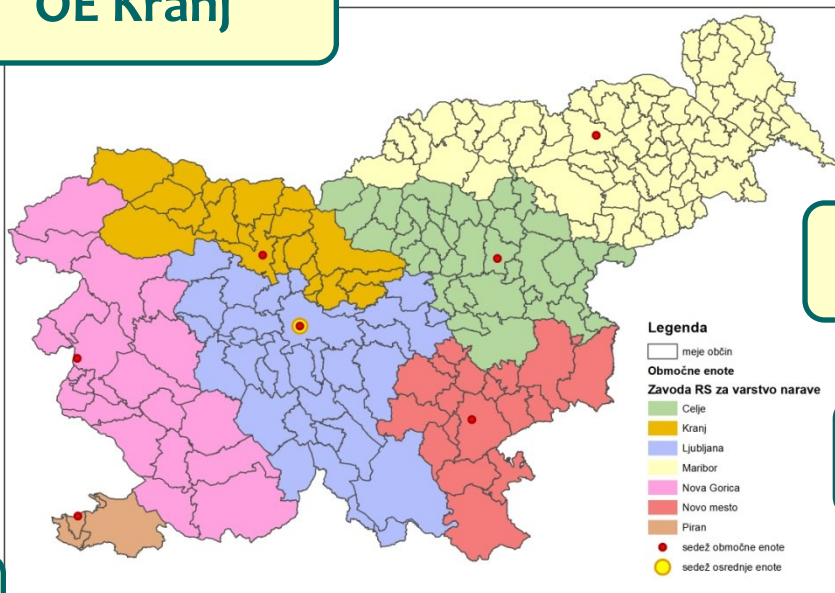 OE Kranj
Legenda
meje občin
Območne enote
Zavoda RS za varstvo narave
Celje
Kranj
Ljubljana
Maribor
Nova Gorica
Novo mesto
Piran
sedež območne enote
sedež osrednje enote